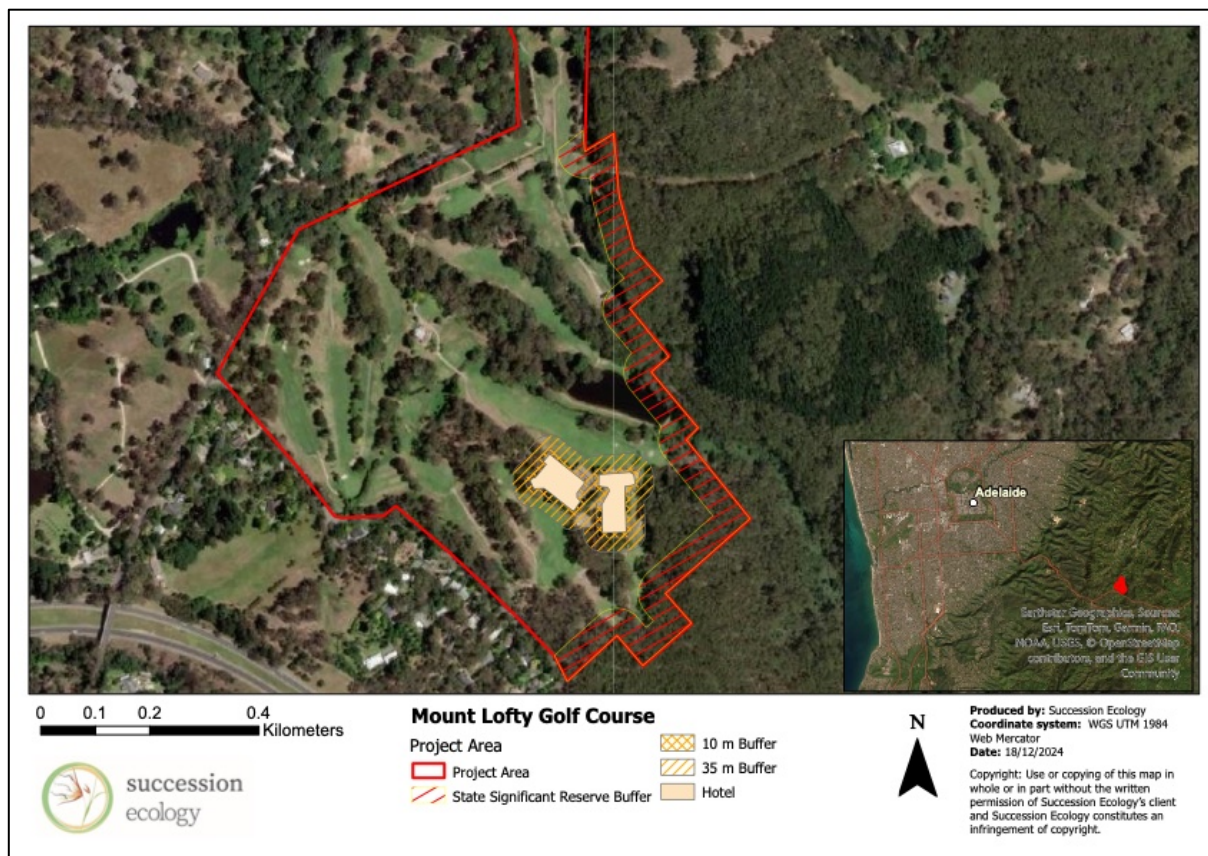 Adelaide
Earthstar Geographics, Sources:
Esri, TomTom, Garmin, FAO,
NOAA, USGS, © OpenStreetMap
contributors, and the GIS User
Community
0 0.1 0.2 0.4
Kilometers
succession
ecology
Mount Lofty Golf Course
Project Area
Project Area
State Significant Reserve Buffer
10 m Buffer
35 m Buffer
Hotel
N
Produced by: Succession Ecology
Coordinate system: WGS UTM 1984
Web Mercator
Date: 18/12/2024
Copyright: Use or copying of this map in
whole or in part without the written
permission of Succession Ecology's client
and Succession Ecology constitutes an
infringement of copyright.